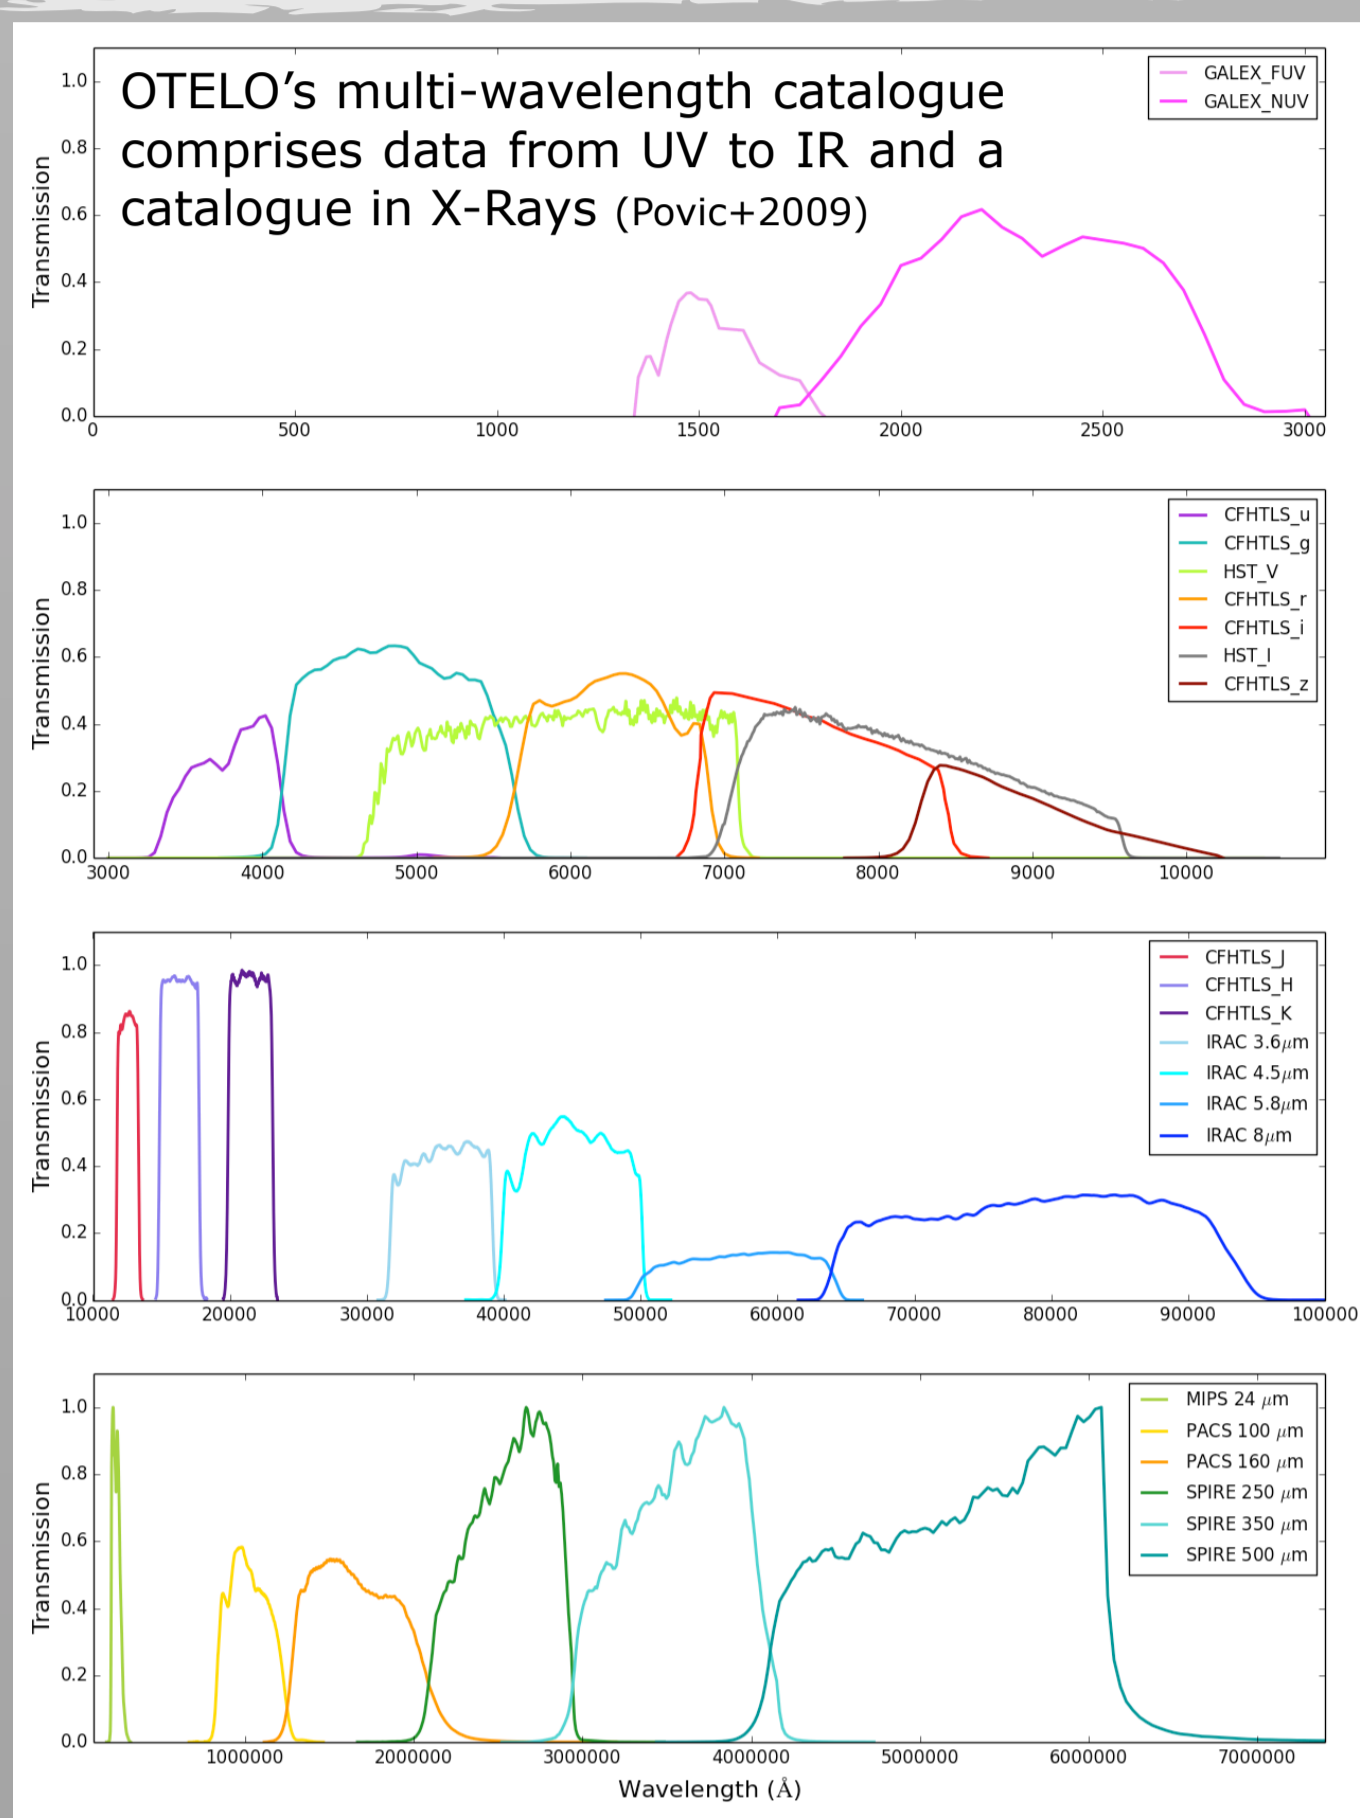 OTELO’s multi-wavelength catalogue
comprises data from UV to IR and a
catalogue in X-Rays (Povic+2009)
GALEX_FUV
GALEX_NUV
Transmission
1.0
0.8
0.6
0.4
0.2
0.0
0 500 1000 1500 2000 2500 3000
CFHTLS_u
CFHTLS_g
HST_V
CFHTLS_r
CFHTLS_i
HST_I
CFHTLS_z
Transmission
1.0
0.8
0.6
0.4
0.2
0.0
3000 4000 5000 6000 7000 8000 9000 10000
CFHTLS_J
CFHTLS_H
CFHTLS_K
IRAC 3.6μm
IRAC 4.5μm
IRAC 5.8μm
IRAC 8μm
Transmission
1.0
0.8
0.6
0.4
0.2
0.0
10000 20000 30000 40000 50000 60000 70000 80000 90000 100000
MIPS 24 μm
PACS 100 μm
PACS 160 μm
SPIRE 250 μm
SPIRE 350 μm
SPIRE 500 μm
Transmission
1.0
0.8
0.6
0.4
0.2
0.0
1000000 2000000 3000000 4000000 5000000 6000000 7000000
Wavelength (Å)